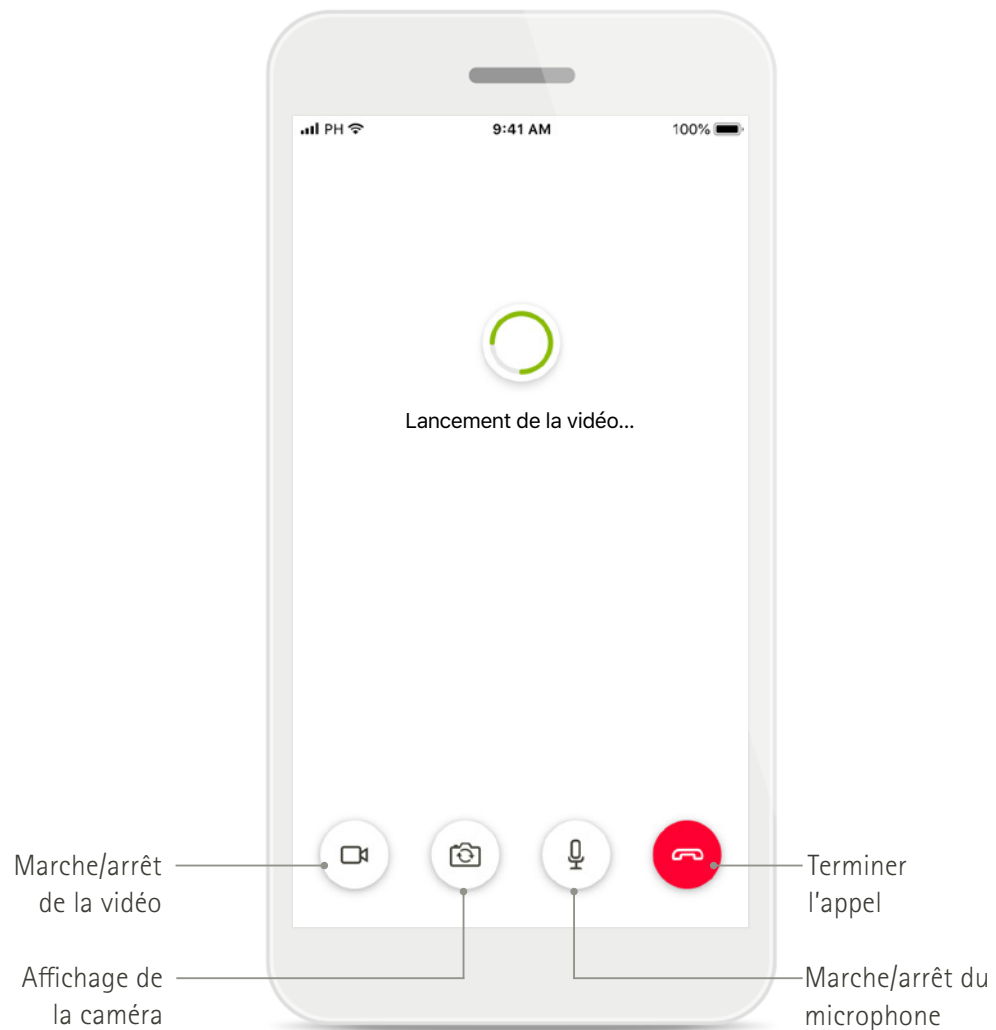 PH
9:41 AM
100%
Lancement de la vidéo...
Marche/arrêt
de la vidéo
Terminer
l'appel
Affichage de
la caméra
Marche/arrêt du
microphone